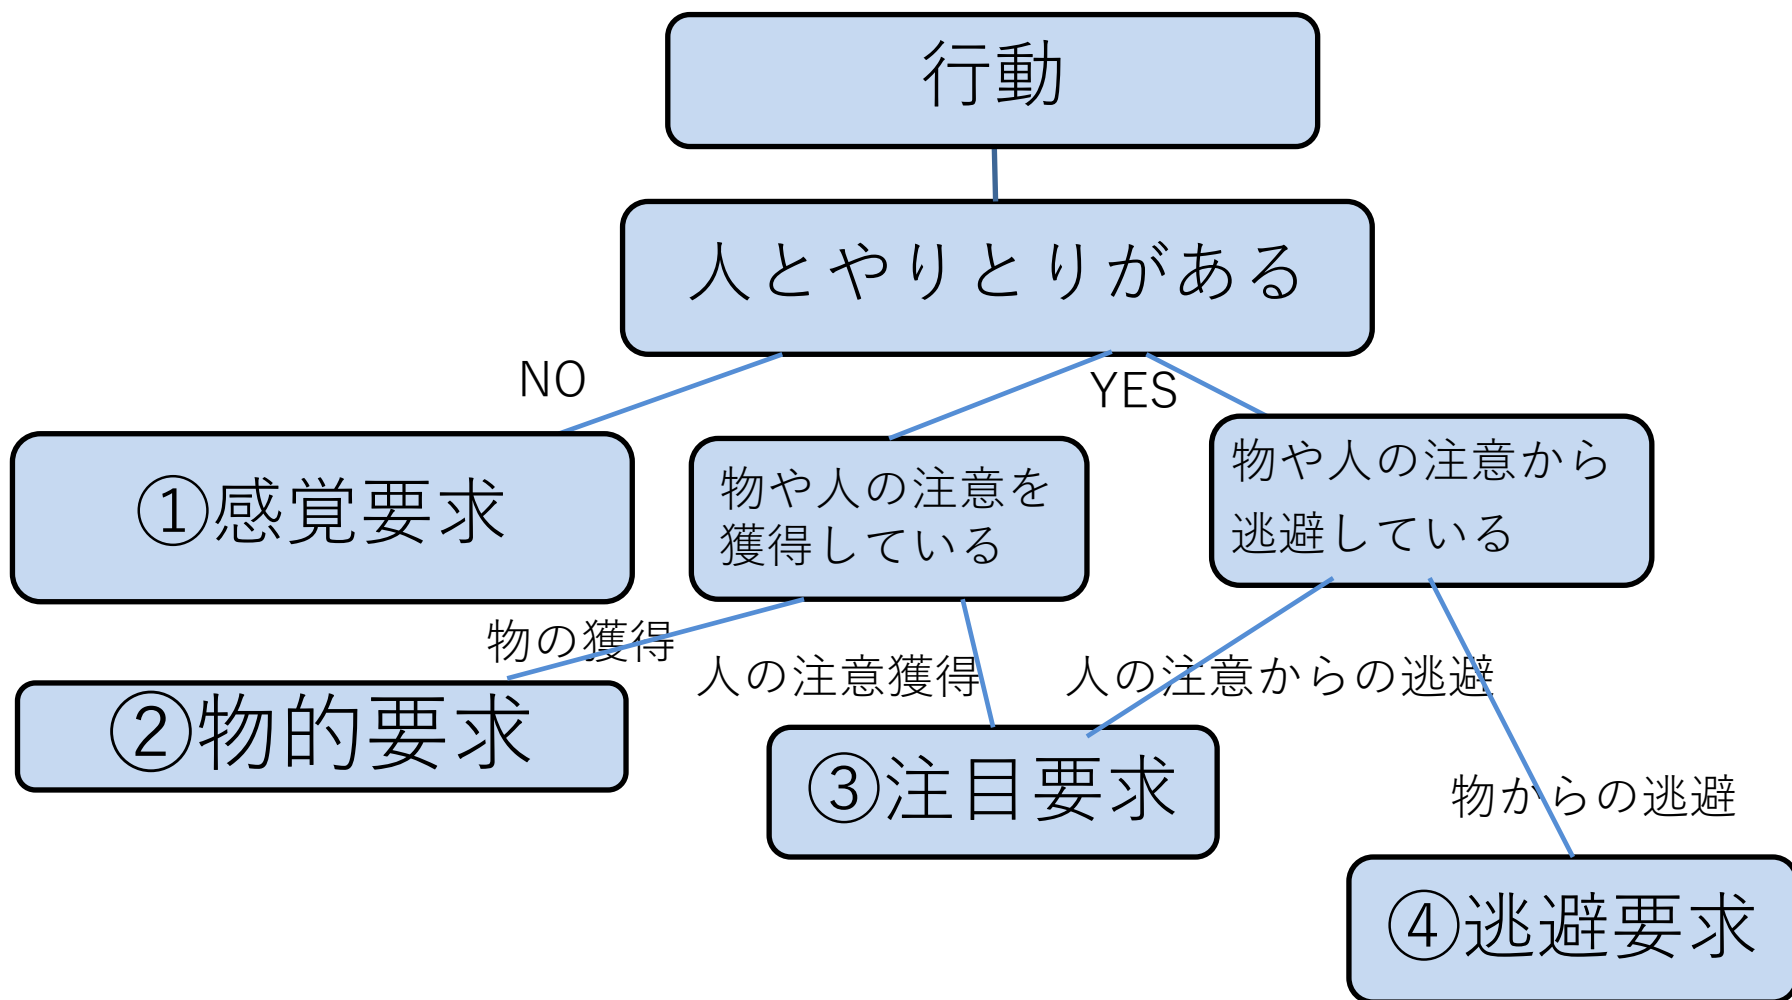 行動
人とやりとりがある
NO
YES
①感覚要求
物や人の注意を
獲得している
物や人の注意から
逃避している
物の獲得
人の注意獲得
人の注意からの逃避
②物的要求
③注目要求
物からの逃避
④逃避要求